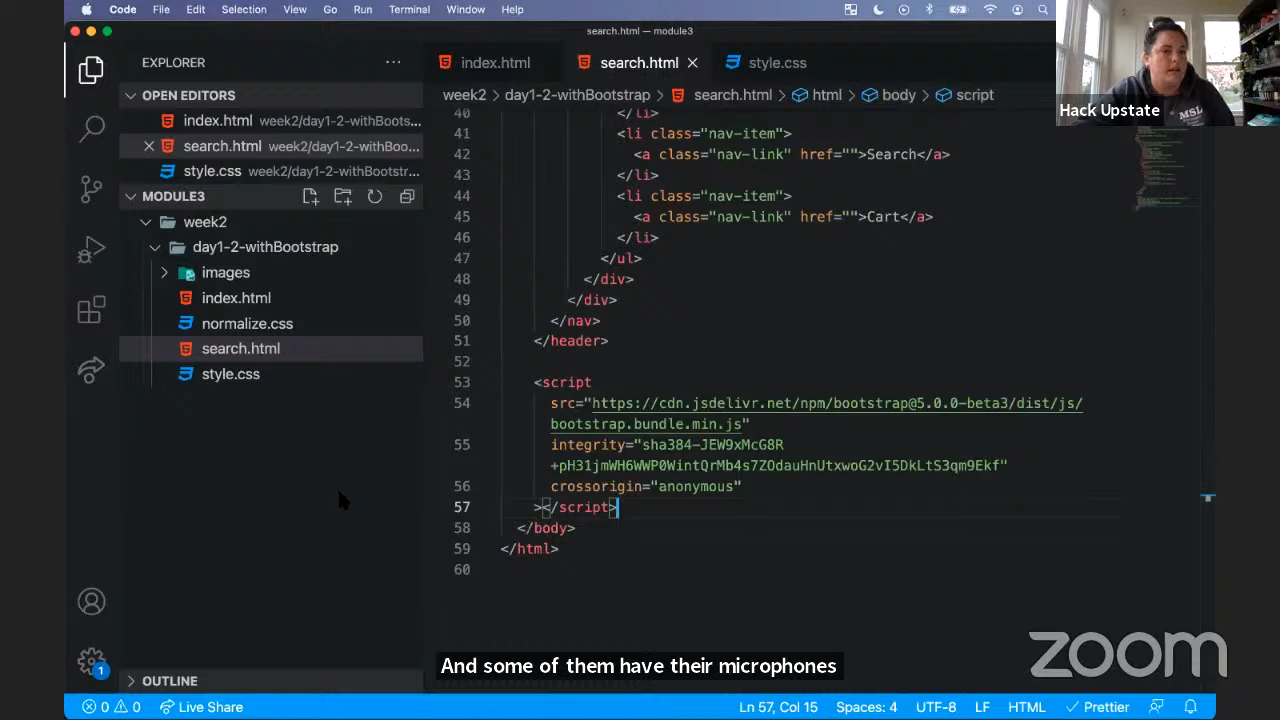 Code File Edit Selection View Go Run Terminal Window Help
search.html — module3
EXPLORER
index.html
search.html
style.css
Hack Upstate
MSL
OPEN EDITORS
week2 > day1-2-withBootstrap > search.html > html > body > script
index.html week2/day1-2-withBootst...
search.html week2/day1-2-withBoo...
style.css week2/day1-2-withBootstr...
MODULE3
week2
day1-2-withBootstrap
images
index.html
normalize.css
search.html
style.css
40 </li>
41 <li class="nav-item">
42 <a class="nav-link" href="">Search</a>
43 </li>
44 <li class="nav-item">
45 <a class="nav-link" href="">Cart</a>
46 </li>
47 </ul>
48 </div>
49 </div>
50 </nav>
51 </header>
52
53 <script
54 src="https://cdn.jsdelivr.net/npm/bootstrap@5.0.0-beta3/dist/js/
bootstrap.bundle.min.js"
55 integrity="sha384-JEW9xMcG8R
+pH31jmWH6WWP0WintQrMb4s7ZOdauHnUtxwoG2vI5DkLtS3qm9Ekf"
56 crossorigin="anonymous"
57 ></script>
58 </body>
59 </html>
60
And some of them have their microphones
zoom
1
OUTLINE
0 0 Live Share Ln 57, Col 15 Spaces: 4 UTF-8 LF HTML Prettier